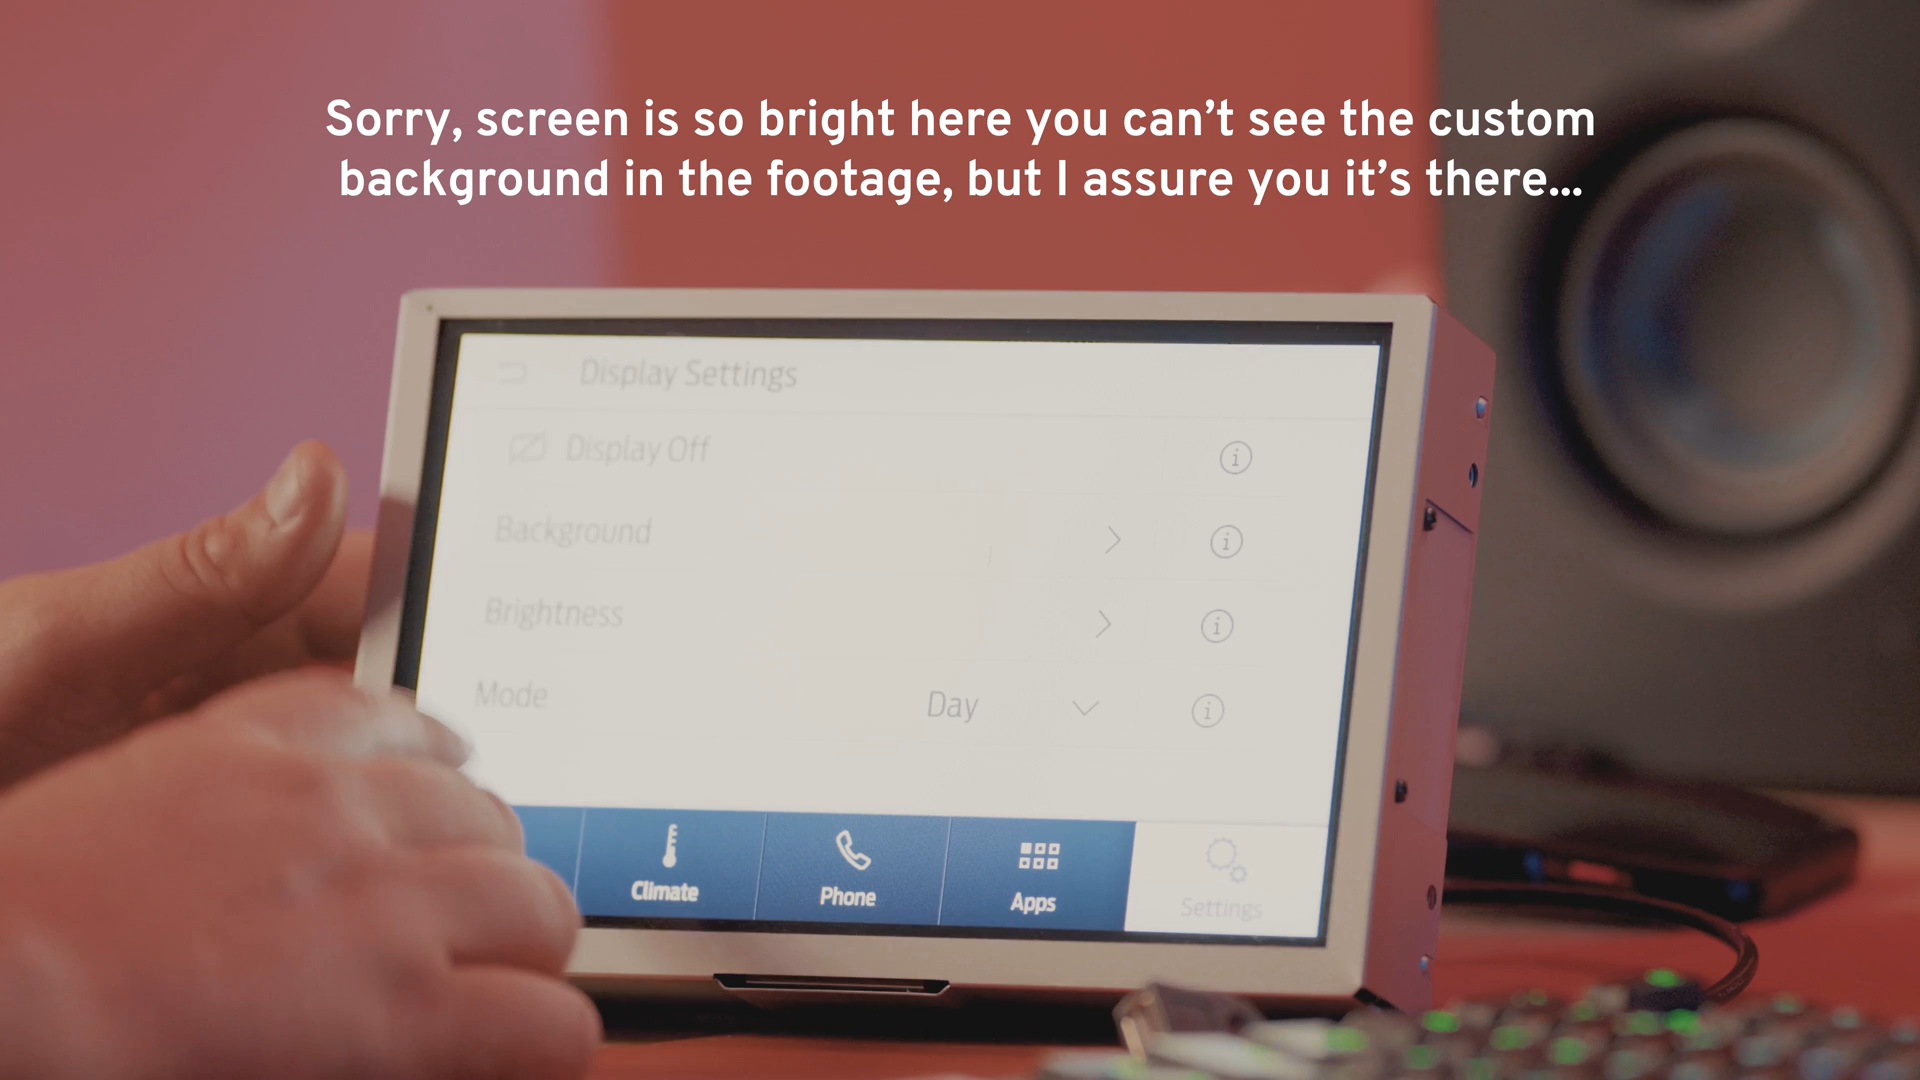 Sorry, screen is so bright here you can't see the custom
background in the footage, but I assure you it's there...
Display Settings
Display Off
Background
Brightness
Mode Day
Climate Phone Apps Settings